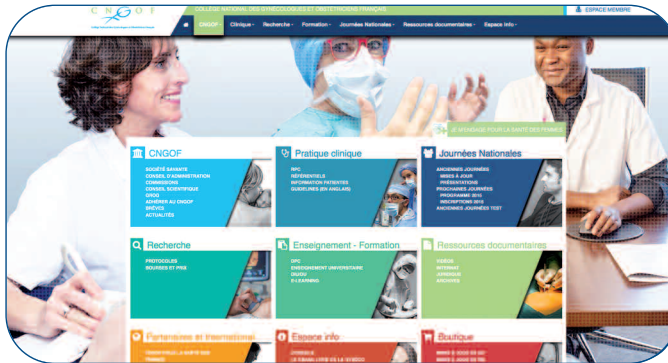 CNGOF
COLLEGE NATIONAL DES GYNÉCOLOGUES ET OBSTÉTRICIENS FRANÇAIS
ESPACE MEMBRE
CNGOF
Clinique
Recherche
Formation
Journées Nationales
Ressources documentaires
Espace Info
JE M'ENGAGE POUR LA SANTÉ DES FEMMES
CNGOF
SOCIÉTÉ SAVANTE
CONSEIL D'ADMINISTRATION
COMMISSIONS
CONSEIL SCIENTIFIQUE
GROG
ADHÉRER AU CNGOF
BRÈVES
ACTUALITÉS
Pratique clinique
RPC
RÉFÉRENTIELS
INFORMATION PATIENTES
GUIDELINES (EN ANGLAIS)
Journées Nationales
ANCIENNES JOURNÉES
MISES À JOUR
PRÉSENTATIONS
PROCHAINES JOURNÉES
PROGRAMME 2015
INSCRIPTIONS 2015
ANCIENNES JOURNÉES TEST
Recherche
PROTOCOLES
BOURSES ET PRIX
Enseignement - Formation
DPC
ENSEIGNEMENT UNIVERSITAIRE
DIU/DU
E-LEARNING
Ressources documentaires
VIDÉOS
INTERNAT
JURIDIQUE
ARCHIVES
Partenaires et International
Espace info
Boutique